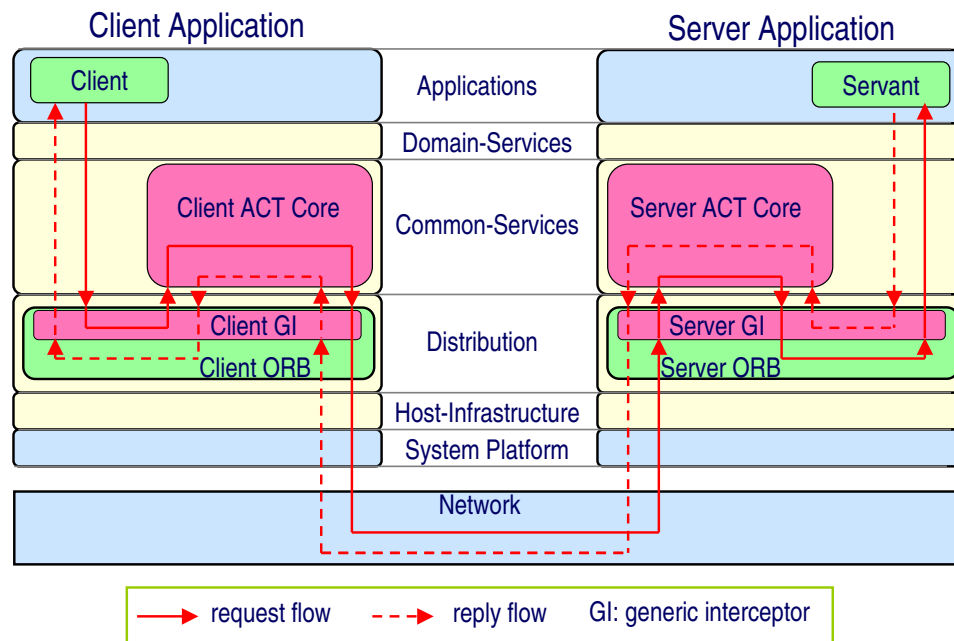 Client Application
Server Application
Client
Applications
Servant
Domain-Services
Client ACT Core
Common-Services
Server ACT Core
Client GI
Distribution
Server GI
Client ORB
Server ORB
Host-Infrastructure
System Platform
Network
request flow
reply flow
GI: generic interceptor